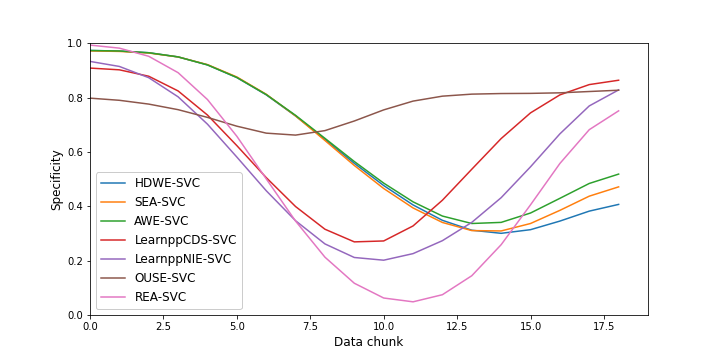 1.0
0.8
0.6
0.4
0.2
0.0
Specificity
HDWE-SVC
SEA-SVC
AWE-SVC
LearnppCDS-SVC
LearnppNIE-SVC
OUSE-SVC
REA-SVC
0.0 2.5 5.0 7.5 10.0 12.5 15.0 17.5
Data chunk